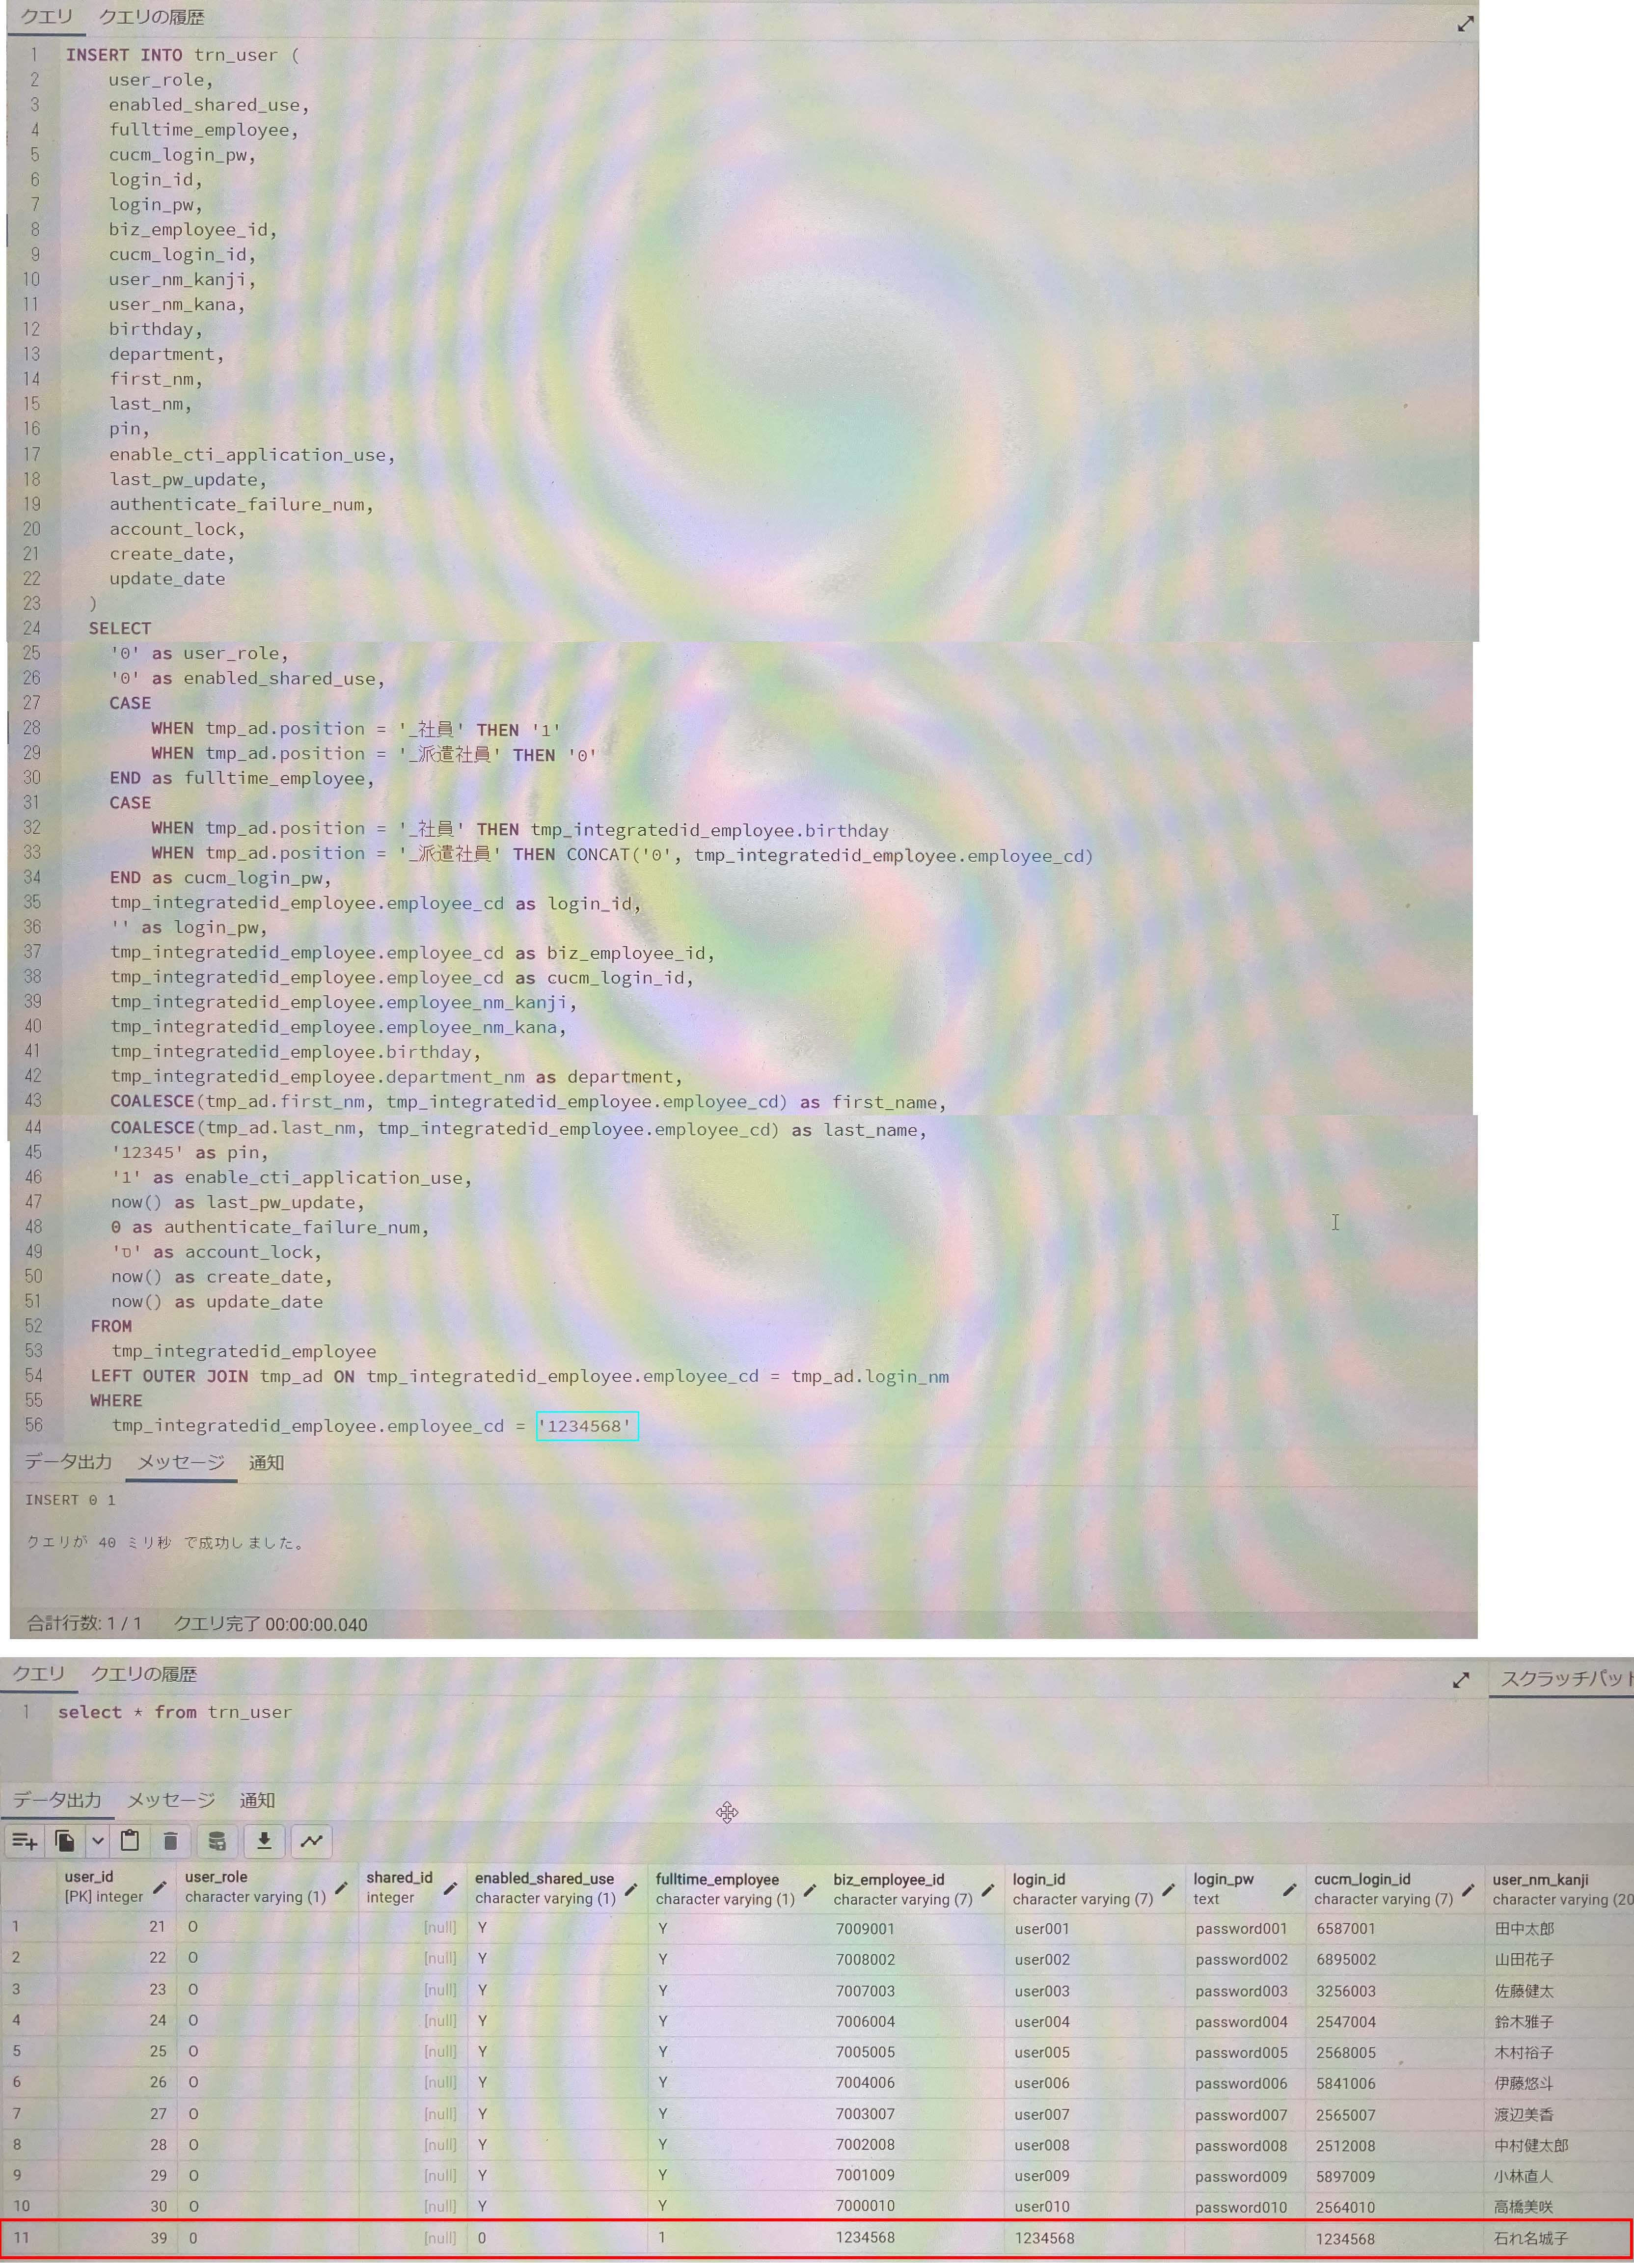 クエリ クエリの履歴
1 INSERT INTO trn_user (
2 user_role,
3 enabled_shared_use,
4 fulltime_employee,
5 cucm_login_pw,
6 login_id,
7 login_pw,
8 biz_employee_id,
9 cucm_login_id,
10 user_nm_kanji,
11 user_nm_kana,
12 birthday,
13 department,
14 first_nm,
15 last_nm,
16 pin,
17 enable_cti_application_use,
18 last_pw_update,
19 authenticate_failure_num,
20 account_lock,
21 create_date,
22 update_date
23 )
24 SELECT
25 '0' as user_role,
26 '0' as enabled_shared_use,
27 CASE
28 WHEN tmp_ad.position = '_社員' THEN '1'
29 WHEN tmp_ad.position = '_派遣社員' THEN '0'
30 END as fulltime_employee,
31 CASE
32 WHEN tmp_ad.position = '_社員' THEN tmp_integratedid_employee.birthday
33 WHEN tmp_ad.position = '_派遣社員' THEN CONCAT('0', tmp_integratedid_employee.employee_cd)
34 END as cucm_login_pw,
35 tmp_integratedid_employee.employee_cd as login_id,
36 '' as login_pw,
37 tmp_integratedid_employee.employee_cd as biz_employee_id,
38 tmp_integratedid_employee.employee_cd as cucm_login_id,
39 tmp_integratedid_employee.employee_nm_kanji,
40 tmp_integratedid_employee.employee_nm_kana,
41 tmp_integratedid_employee.birthday,
42 tmp_integratedid_employee.department_nm as department,
43 COALESCE(tmp_ad.first_nm, tmp_integratedid_employee.employee_cd) as first_name,
44 COALESCE(tmp_ad.last_nm, tmp_integratedid_employee.employee_cd) as last_name,
45 '12345' as pin,
46 '1' as enable_cti_application_use,
47 now() as last_pw_update,
48 0 as authenticate_failure_num,
49 as account_lock,
50 now() as create_date,
51 now() as update_date
52 FROM
53 tmp_integratedid_employee
54 LEFT OUTER JOIN tmp_ad ON tmp_integratedid_employee.employee_cd = tmp_ad.login_nm
55 WHERE
56 tmp_integratedid_employee.employee_cd = '1234568'
データ出力 メッセージ 通知
INSERT 0 1
クエリが 40 ミリ秒 で成功しました。
合計行数: 1 / 1 クエリ完了 00:00:00.040
クエリ クエリの履歴 スクラッチパット
1 select * from trn_user
データ出力 メッセージ 通知
user_id user_role shared_id enabled_shared_use fulltime_employee biz_employee_id login_id login_pw cucm_login_id user_nm_kanji
[PK] integer character varying (1) integer character varying (1) character varying (1) character varying (7) character varying (7) text character varying (7) character varying (20
1 21 O [null] Y Y 7009001 user001 password001 6587001 田中太郎
2 22 O [null] Y Y 7008002 user002 password002 6895002 山田花子
3 23 O [null] Y Y 7007003 user003 password003 3256003 佐藤健太
4 24 O [null] Y Y 7006004 user004 password004 2547004 鈴木雅子
5 25 O [null] Y Y 7005005 user005 password005 2568005 木村裕子
6 26 O [null] Y Y 7004006 user006 password006 5841006 伊藤悠斗
7 27 O [null] Y Y 7003007 user007 password007 2565007 渡辺美香
8 28 O [null] Y Y 7002008 user008 password008 2512008 中村健太郎
9 29 O [null] Y Y 7001009 user009 password009 5897009 小林直人
10 30 O [null] Y Y 7000010 user010 password010 2564010 高橋美咲
11 39 0 [null] 0 1 1234568 1234568 1234568 石れ名城子